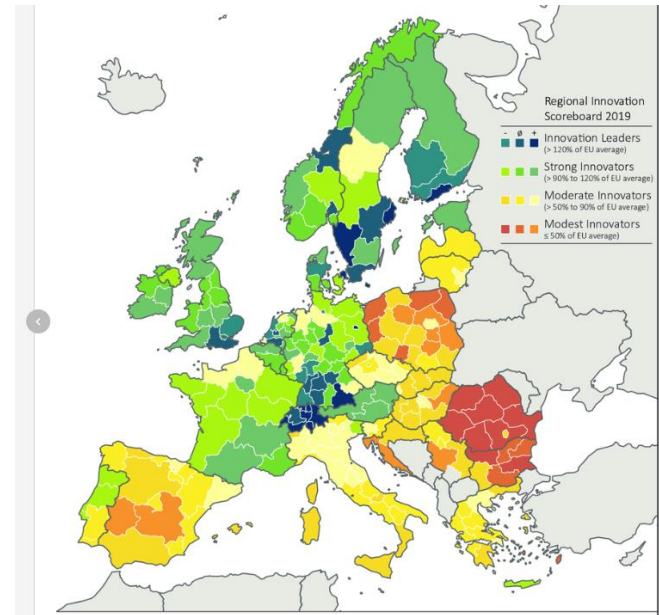 Regional Innovation
Scoreboard 2019
- ø +
Innovation Leaders
(> 120% of EU average)
Strong Innovators
(> 90% to 120% of EU average)
Moderate Innovators
(> 50% to 90% of EU average)
Modest Innovators
≤ 50% of EU average)